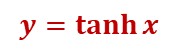 y = tanh x